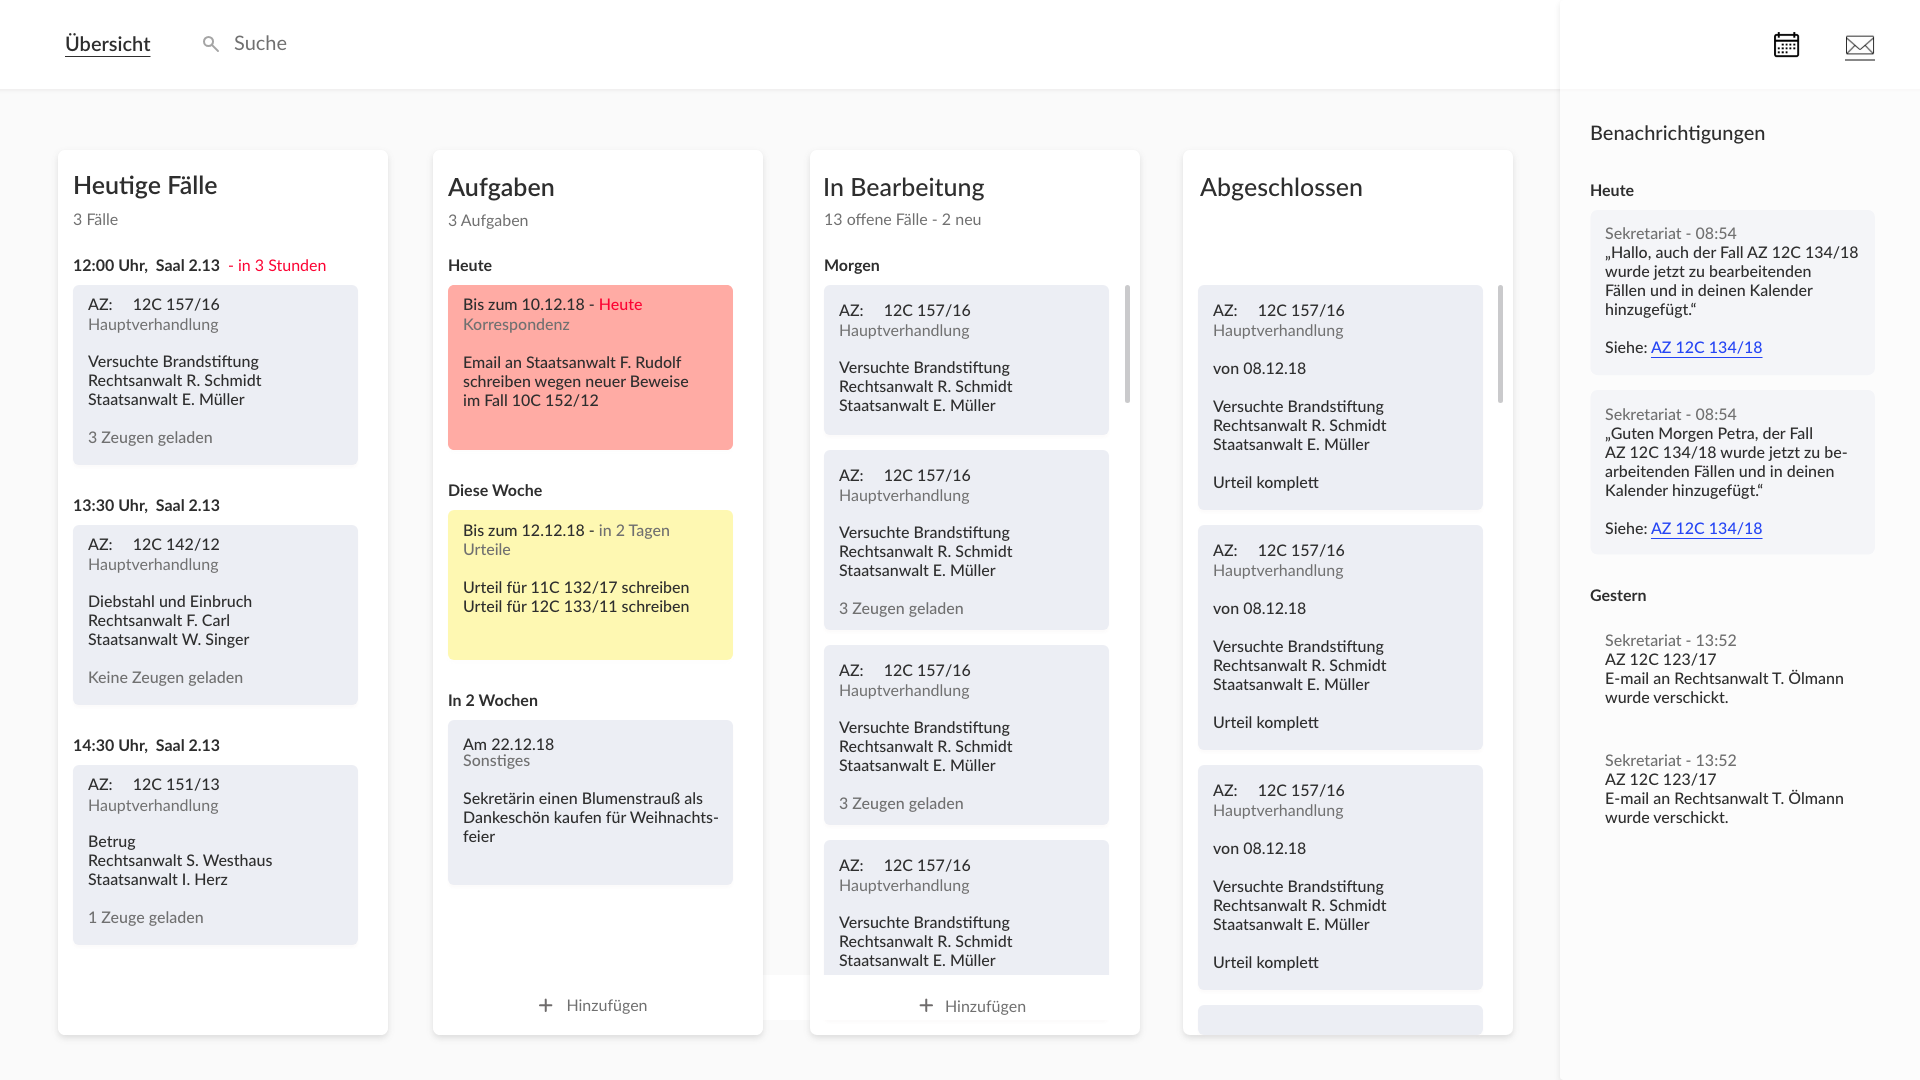 Übersicht
Suche
Heutige Fälle
3 Fälle
12:00 Uhr, Saal 2.13 - in 3 Stunden
AZ: 12C 157/16
Hauptverhandlung
Versuchte Brandstiftung
Rechtsanwalt R. Schmidt
Staatsanwalt E. Müller
3 Zeugen geladen
13:30 Uhr, Saal 2.13
AZ: 12C 142/12
Hauptverhandlung
Diebstahl und Einbruch
Rechtsanwalt F. Carl
Staatsanwalt W. Singer
Keine Zeugen geladen
14:30 Uhr, Saal 2.13
AZ: 12C 151/13
Hauptverhandlung
Betrug
Rechtsanwalt S. Westhaus
Staatsanwalt I. Herz
1 Zeuge geladen
Aufgaben
3 Aufgaben
Heute
Bis zum 10.12.18 - Heute
Korrespondenz
Email an Staatsanwalt F. Rudolf
schreiben wegen neuer Beweise
im Fall 10C 152/12
Diese Woche
Bis zum 12.12.18 - in 2 Tagen
Urteile
Urteil für 11C 132/17 schreiben
Urteil für 12C 133/11 schreiben
In 2 Wochen
Am 22.12.18
Sonstiges
Sekretärin einen Blumenstrauß als
Dankeschön kaufen für Weihnachts-
feier
+ Hinzufügen
In Bearbeitung
13 offene Fälle - 2 neu
Morgen
AZ: 12C 157/16
Hauptverhandlung
Versuchte Brandstiftung
Rechtsanwalt R. Schmidt
Staatsanwalt E. Müller
AZ: 12C 157/16
Hauptverhandlung
Versuchte Brandstiftung
Rechtsanwalt R. Schmidt
Staatsanwalt E. Müller
3 Zeugen geladen
AZ: 12C 157/16
Hauptverhandlung
Versuchte Brandstiftung
Rechtsanwalt R. Schmidt
Staatsanwalt E. Müller
3 Zeugen geladen
AZ: 12C 157/16
Hauptverhandlung
Versuchte Brandstiftung
Rechtsanwalt R. Schmidt
Staatsanwalt E. Müller
+ Hinzufügen
Abgeschlossen
AZ: 12C 157/16
Hauptverhandlung
von 08.12.18
Versuchte Brandstiftung
Rechtsanwalt R. Schmidt
Staatsanwalt E. Müller
Urteil komplett
AZ: 12C 157/16
Hauptverhandlung
von 08.12.18
Versuchte Brandstiftung
Rechtsanwalt R. Schmidt
Staatsanwalt E. Müller
Urteil komplett
AZ: 12C 157/16
Hauptverhandlung
von 08.12.18
Versuchte Brandstiftung
Rechtsanwalt R. Schmidt
Staatsanwalt E. Müller
Urteil komplett
Benachrichtigungen
Heute
Sekretariat - 08:54
„Hallo, auch der Fall AZ 12C 134/18
wurde jetzt zu bearbeitenden
Fällen und in deinen Kalender
hinzugefügt.“
Siehe: AZ 12C 134/18
Sekretariat - 08:54
„Guten Morgen Petra, der Fall
AZ 12C 134/18 wurde jetzt zu be-
arbeitenden Fällen und in deinen
Kalender hinzugefügt.“
Siehe: AZ 12C 134/18
Gestern
Sekretariat - 13:52
AZ 12C 123/17
E-mail an Rechtsanwalt T. Ölmann
wurde verschickt.
Sekretariat - 13:52
AZ 12C 123/17
E-mail an Rechtsanwalt T. Ölmann
wurde verschickt.